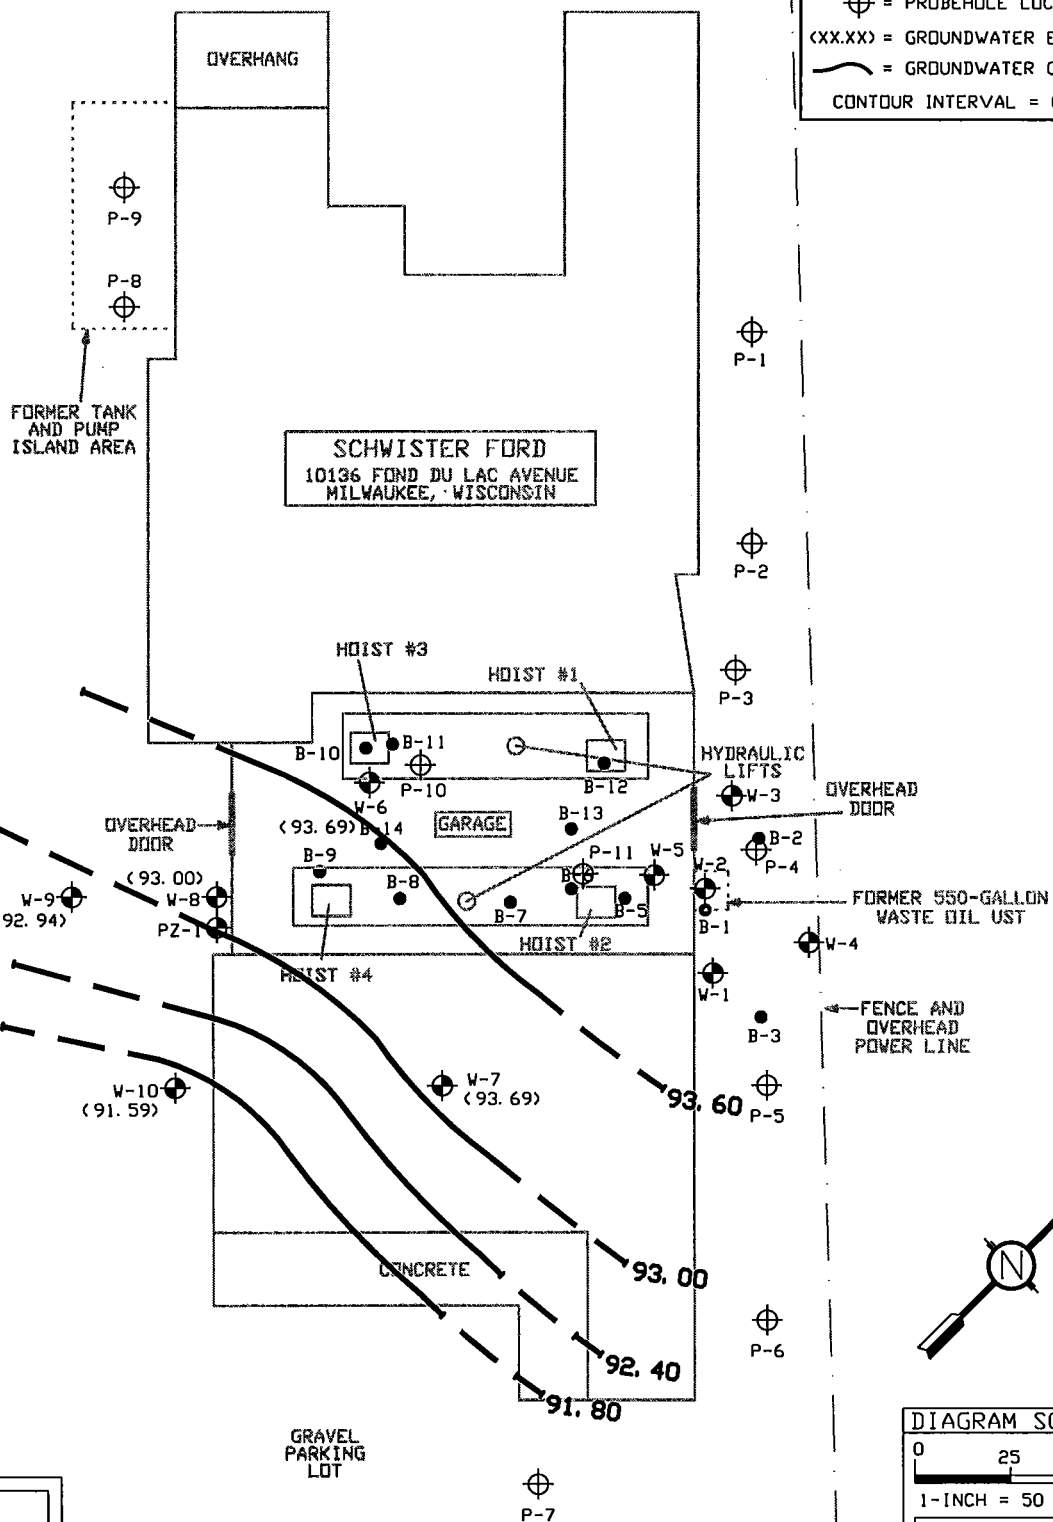 = PROBEHOLE LOC
(XX.XX) = GROUNDWATER E
= GROUNDWATER C
CONTOUR INTERVAL =
OVERHANG
P-9
P-8
P-1
FORMER TANK
AND PUMP
ISLAND AREA
SCHWISTER FORD
10136 FOND DU LAC AVENUE
MILWAUKEE, WISCONSIN
P-2
HOIST #3
HOIST #1
P-3
B-10
B-11
P-10
B-12
HYDRAULIC
LIFTS
W-3
OVERHEAD
DOOR
W-6
(93.69)
B-14
GARAGE
B-13
OVERHEAD
DOOR
B-2
P-4
B-9
P-11
W-5
W-2
(93.00)
W-8
W-9
92.94)
B-8
B-7
B-5
B-1
FORMER 550-GALLON
WASTE OIL UST
PZ-1
HOIST #2
W-4
HOIST #4
W-1
B-3
FENCE AND
OVERHEAD
POWER LINE
W-10
(91.59)
W-7
(93.69)
93.60
P-5
CONCRETE
93.00
N
P-6
92.40
91.80
GRAVEL
PARKING
LOT
DIAGRAM SC
0 25
1-INCH = 50
P-7